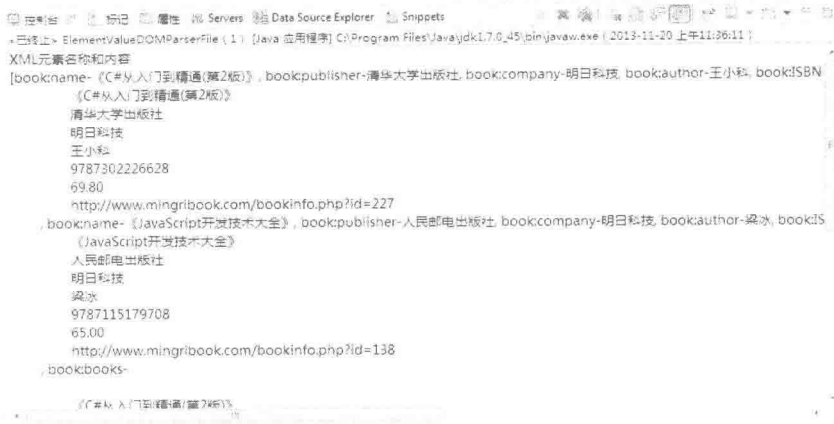 控制台 标记 属性 Servers Data Source Explorer Snippets
<已终止> ElementValueDOMParserFile (1) [Java 应用程序] C:\Program Files\Java\jdk1.7.0_45\bin\javaw.exe ( 2013-11-20 上午11:36:11 )
XML元素名称和内容
[book:name-《C#从入门到精通(第2版)》, book:publisher-清华大学出版社, book:company-明日科技, book:author-王小科, book:ISBN
《C#从入门到精通(第2版)》
清华大学出版社
明日科技
王小科
9787302226628
69.80
http://www.mingribook.com/bookinfo.php?id=227
, book:name-《JavaScript开发技术大全》, book:publisher-人民邮电出版社, book:company-明日科技, book:author-梁冰, book:IS
《JavaScript开发技术大全》
人民邮电出版社
明日科技
梁冰
9787115179708
65.00
http://www.mingribook.com/bookinfo.php?id=138
, book:books-
《C#从入门到精通(第2版)》